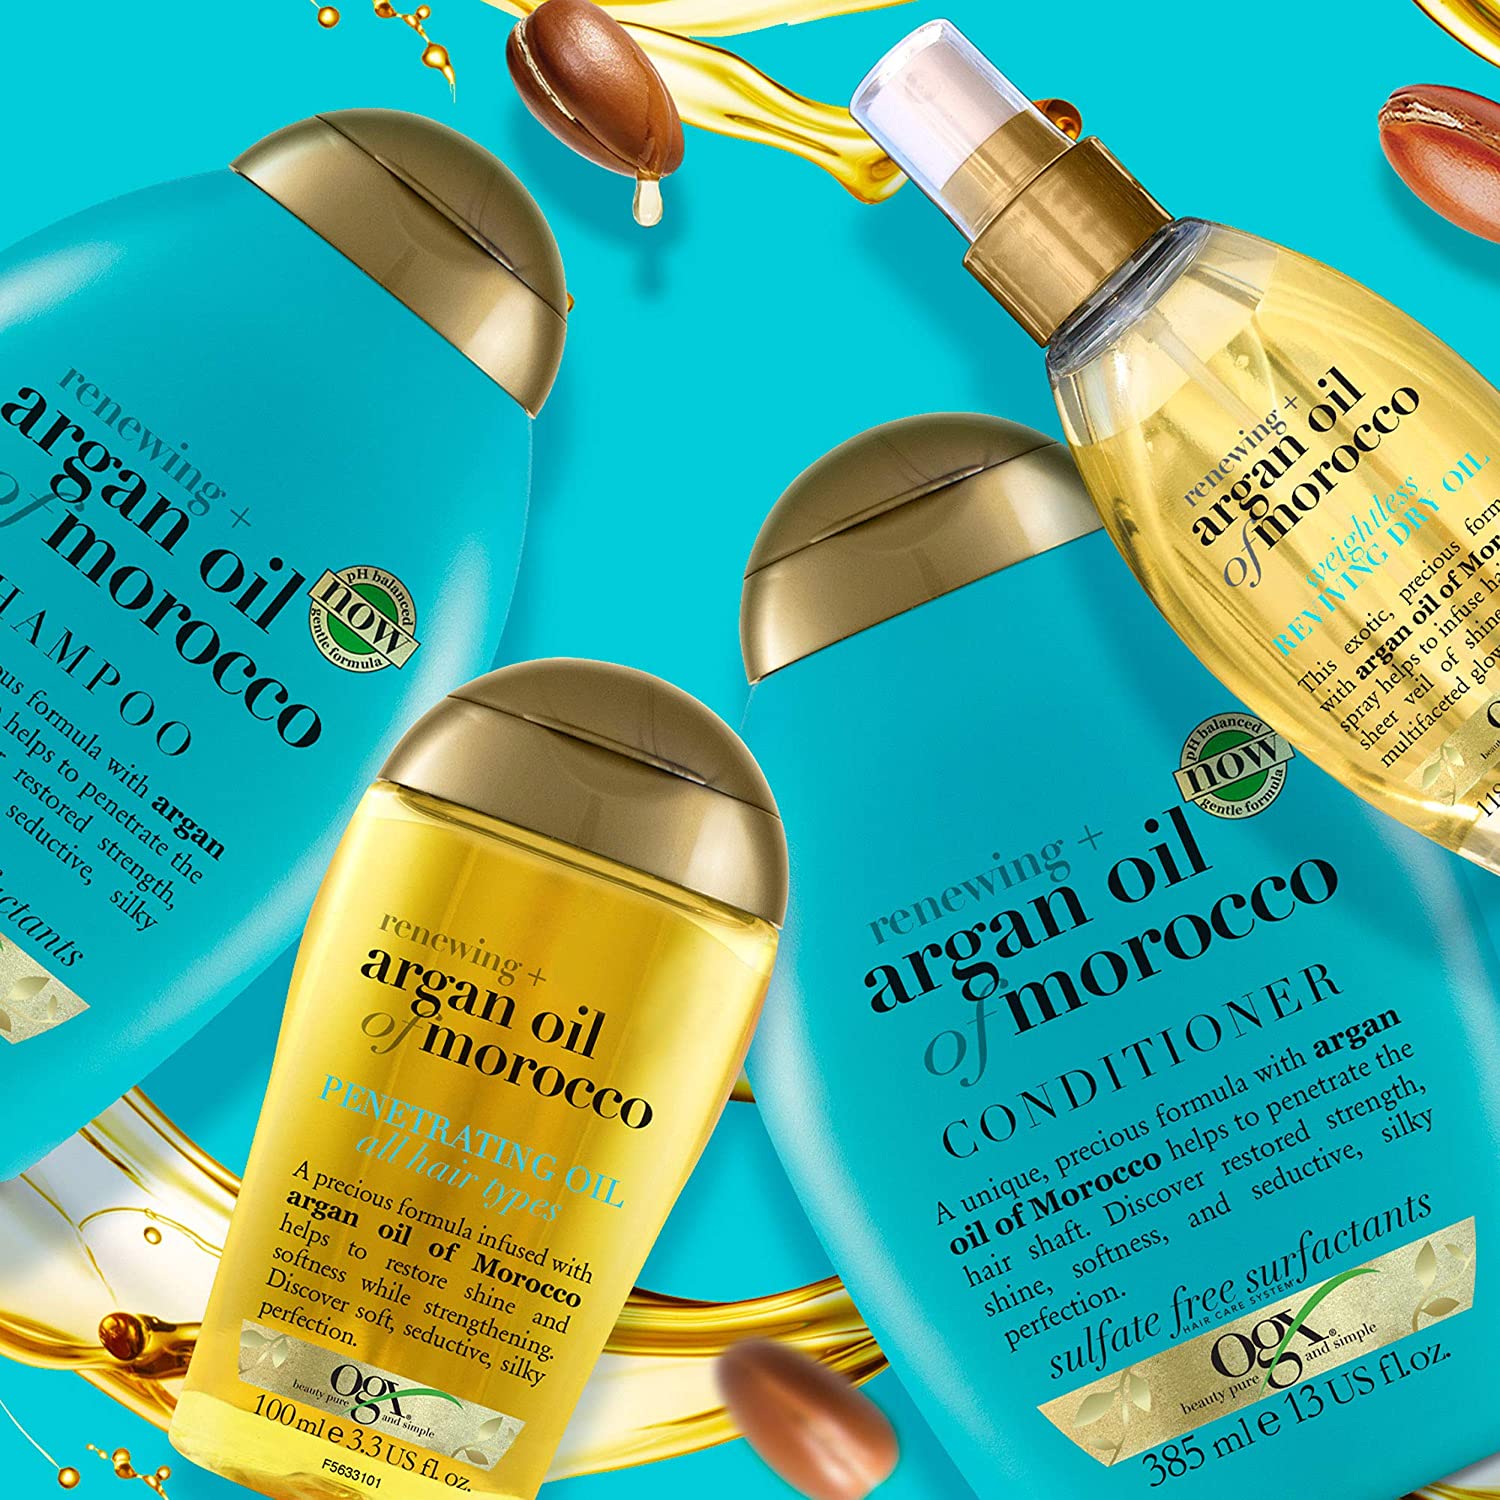 renewing +
argan oil
of morocco
pH balanced
now
gentle formula
formula with argan
helps to penetrate the
restored strength,
seductive, silky
renewing +
argan oil
of morocco
PENETRATING OIL
all hair types
A precious formula infused with
argan oil of Morocco
helps to restore shine and
softness while strengthening.
Discover soft, seductive, silky
perfection.
ogx®
beauty pure and simple
100 ml e 3.3 US fl. oz.
F5633101
renewing +
argan oil
of morocco
pH balanced
now
gentle formula
CONDITIONER
A unique, precious formula with argan
oil of Morocco helps to penetrate the
hair shaft. Discover restored strength,
shine, softness, and seductive, silky
perfection.
sulfate free surfactants
HAIR CARE SYSTEM
ogx®
beauty pure and simple
385 ml e 13 US fl.oz.
renewing +
argan oil
of morocco
weightless
REVIVING DRY OIL
This exotic, precious
with argan oil of
spray helps to infuse
sheer veil of shine
multifaceted